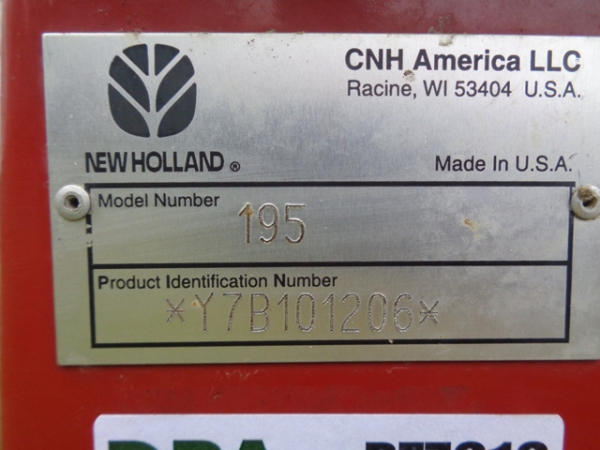 CNH America LLC
Racine, WI 53404 U.S.A.
NEW HOLLAND ®
Made In U.S.A.
Model Number
195
Product Identification Number
*Y7B101206*